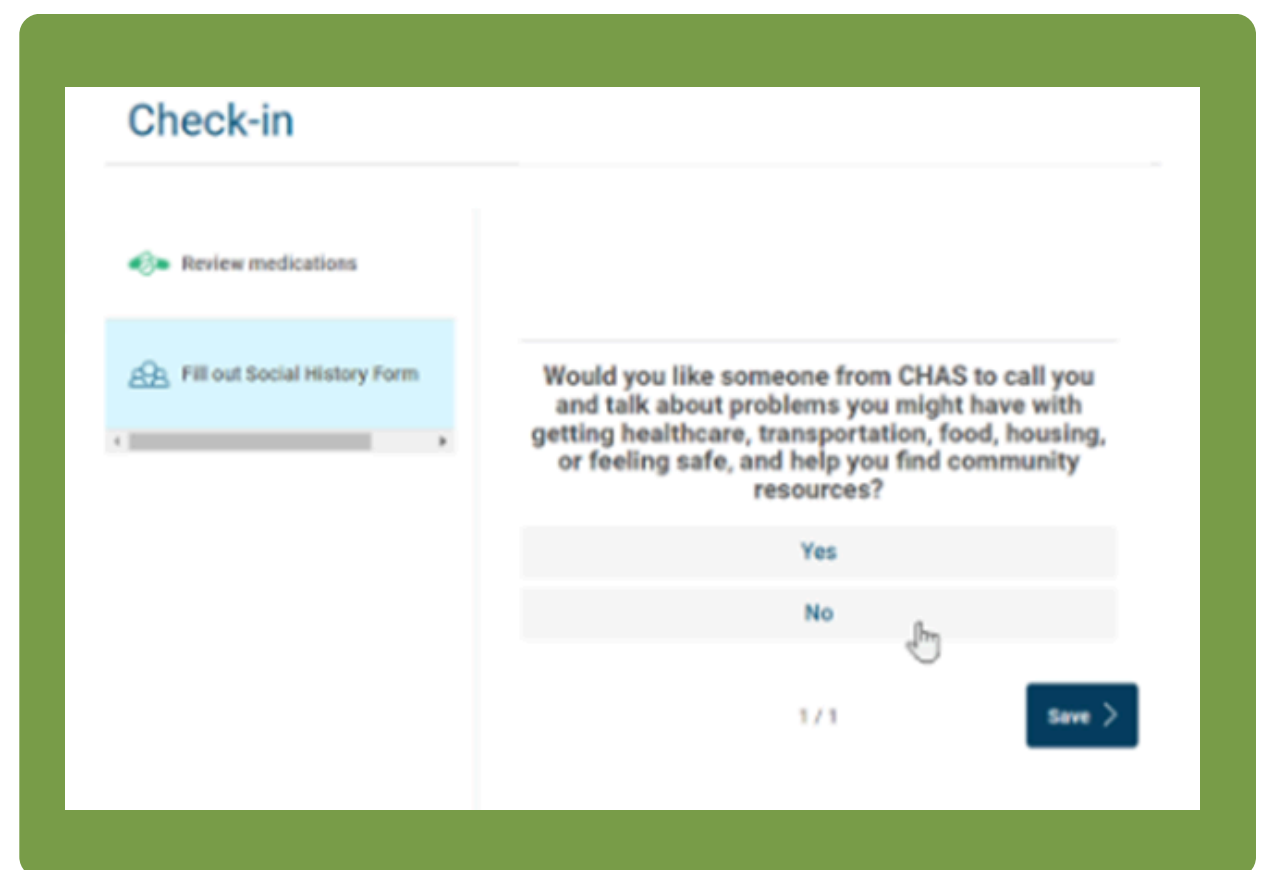 Check-in
Review medications
Fill out Social History Form
Would you like someone from CHAS to call you
and talk about problems you might have with
getting healthcare, transportation, food, housing,
or feeling safe, and help you find community
resources?
Yes
No
1 / 1
Save